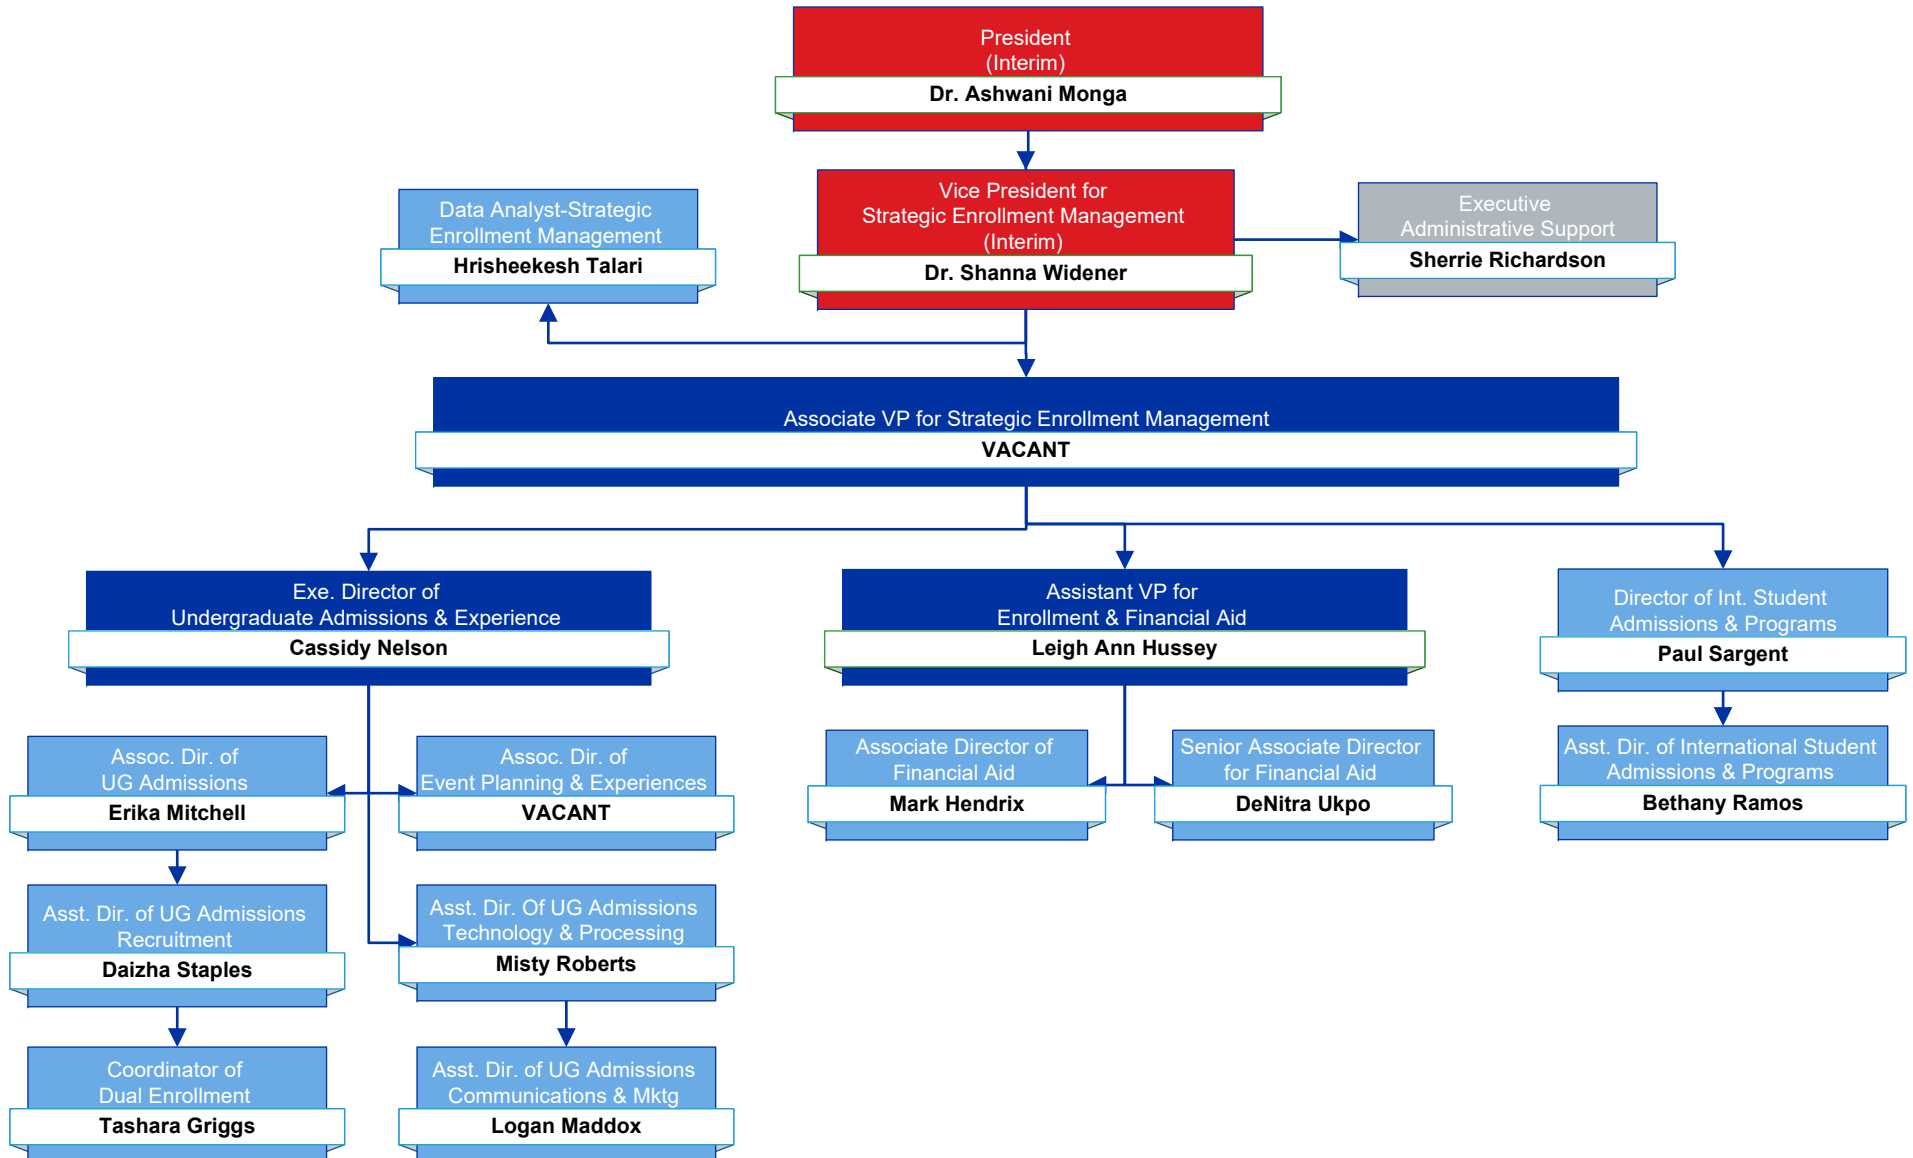 President
(Interim)
Dr. Ashwani Monga
Vice President for
Strategic Enrollment Management
(Interim)
Dr. Shanna Widener
Data Analyst-Strategic
Enrollment Management
Hrisheekesh Talari
Executive
Administrative Support
Sherrie Richardson
Associate VP for Strategic Enrollment Management
VACANT
Exe. Director of
Undergraduate Admissions & Experience
Cassidy Nelson
Assistant VP for
Enrollment & Financial Aid
Leigh Ann Hussey
Director of Int. Student
Admissions & Programs
Paul Sargent
Assoc. Dir. of
UG Admissions
Erika Mitchell
Assoc. Dir. of
Event Planning & Experiences
VACANT
Associate Director of
Financial Aid
Mark Hendrix
Senior Associate Director
for Financial Aid
DeNitra Ukpo
Asst. Dir. of International Student
Admissions & Programs
Bethany Ramos
Asst. Dir. of UG Admissions
Recruitment
Daizha Staples
Asst. Dir. Of UG Admissions
Technology & Processing
Misty Roberts
Coordinator of
Dual Enrollment
Tashara Griggs
Asst. Dir. of UG Admissions
Communications & Mktg
Logan Maddox